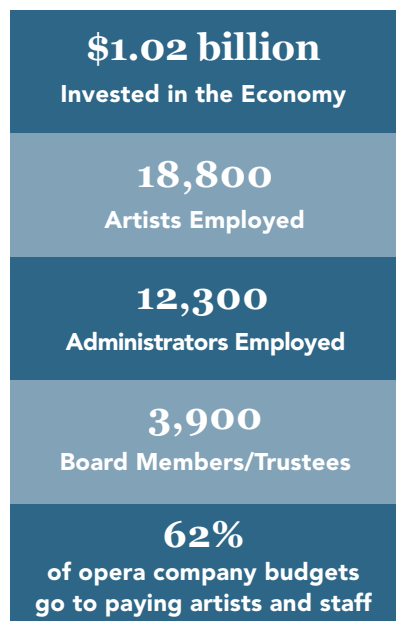 $1.02 billion
Invested in the Economy
18,800
Artists Employed
12,300
Administrators Employed
3,900
Board Members/Trustees
62%
of opera company budgets
go to paying artists and staff